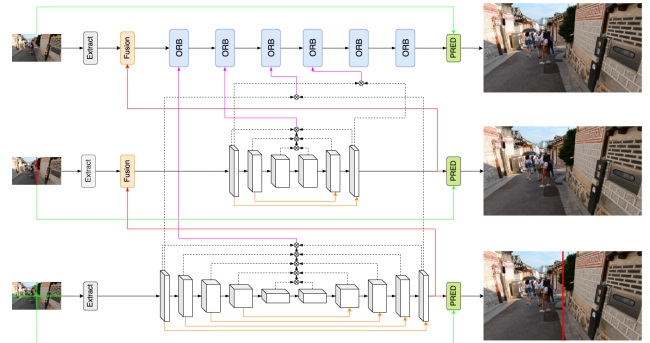 Extract
Fusion
ORB
ORB
ORB
ORB
ORB
ORB
PRED
Extract
Fusion
PRED
Extract
PRED